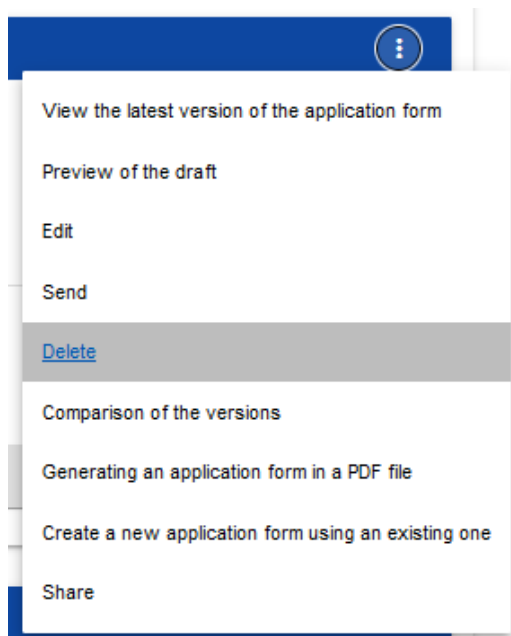 View the latest version of the application form
Preview of the draft
Edit
Send
Delete
Comparison of the versions
Generating an application form in a PDF file
Create a new application form using an existing one
Share